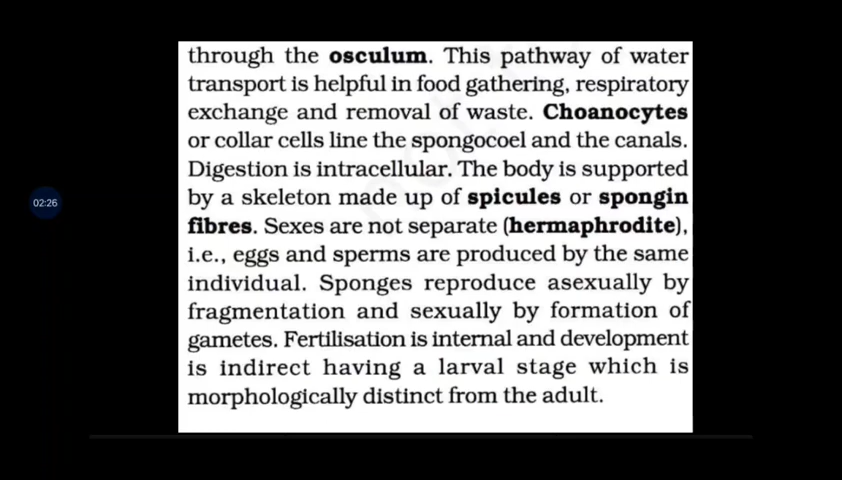 through the osculum. This pathway of water
transport is helpful in food gathering, respiratory
exchange and removal of waste. Choanocytes
or collar cells line the spongocoel and the canals.
Digestion is intracellular. The body is supported
by a skeleton made up of spicules or spongin
02:26
fibres. Sexes are not separate (hermaphrodite),
i.e., eggs and sperms are produced by the same
individual. Sponges reproduce asexually by
fragmentation and sexually by formation of
gametes. Fertilisation is internal and development
is indirect having a larval stage which is
morphologically distinct from the adult.